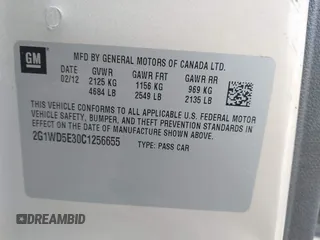 GM
MFD BY GENERAL MOTORS OF CANADA LTD.
DATE GVWR GAWR FRT GAWR RR
02/12 2125 KG 1156 KG 969 KG
4684 LB 2549 LB 2135 LB
THIS VEHICLE CONFORMS TO ALL APPLICABLE U.S. FEDERAL MOTOR
VEHICLE SAFETY, BUMPER, AND THEFT PREVENTION STANDARDS
IN EFFECT ON THE DATE OF MANUFACTURE SHOWN ABOVE.
2G1WD5E30C1256655 TYPE: PASS CAR
DREAMBID